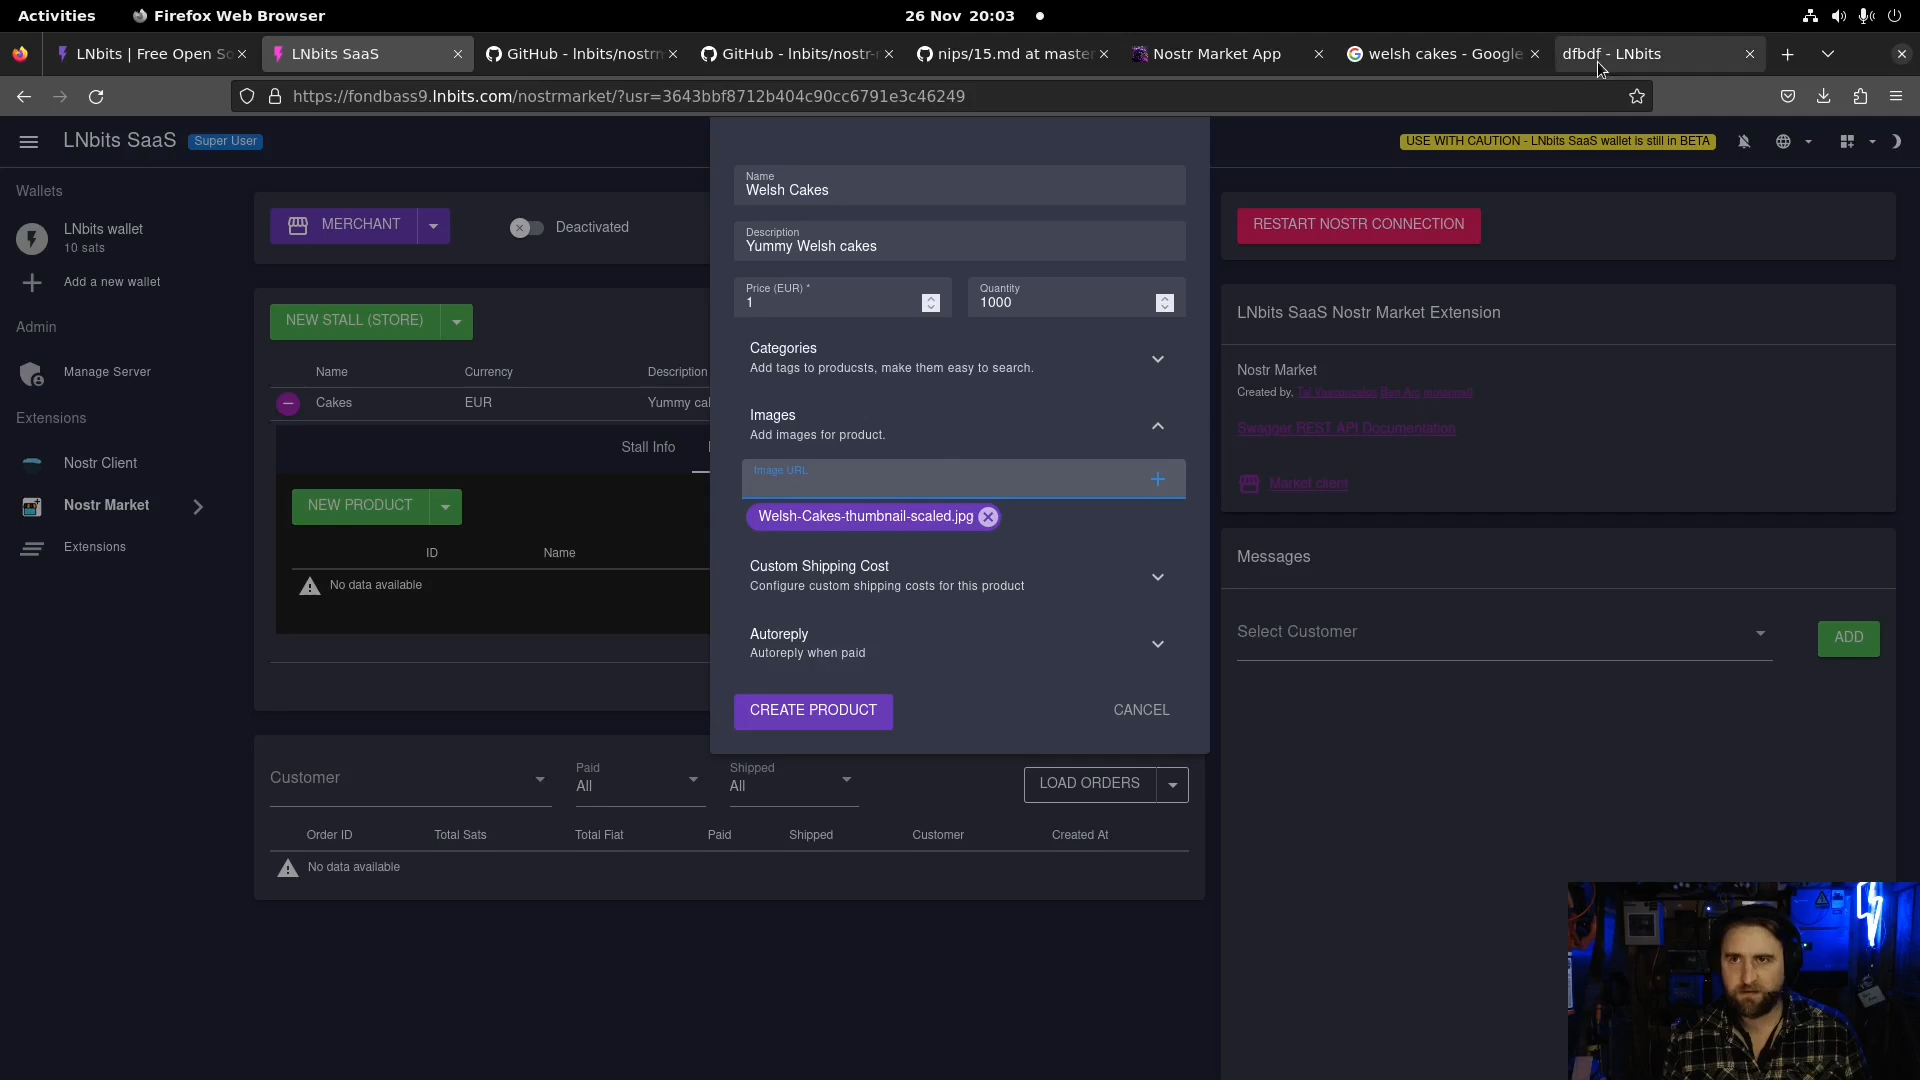 Activities
Firefox Web Browser
26 Nov 20:03
LNbits | Free Open So
LNbits SaaS
GitHub - lnbits/nostrm
GitHub - lnbits/nostr-r
nips/15.md at master
Nostr Market App
welsh cakes - Google
dfbdf - LNbits
https://fondbass9.lnbits.com/nostrmarket/?usr=3643bbf8712b404c90cc6791e3c46249
LNbits SaaS
Super User
USE WITH CAUTION - LNbits SaaS wallet is still in BETA
Wallets
LNbits wallet
10 sats
Add a new wallet
Admin
Manage Server
Extensions
Nostr Client
Nostr Market
Extensions
MERCHANT
Deactivated
NEW STALL (STORE)
Name Currency Description
Cakes EUR Yummy cal
Stall Info
NEW PRODUCT
ID Name
No data available
Name
Welsh Cakes
Description
Yummy Welsh cakes
Price (EUR) *
1
Quantity
1000
Categories
Add tags to producsts, make them easy to search.
Images
Add images for product.
Image URL
Welsh-Cakes-thumbnail-scaled.jpg
Custom Shipping Cost
Configure custom shipping costs for this product
Autoreply
Autoreply when paid
CREATE PRODUCT
CANCEL
Customer
Paid
All
Shipped
All
LOAD ORDERS
Order ID Total Sats Total Fiat Paid Shipped Customer Created At
No data available
RESTART NOSTR CONNECTION
LNbits SaaS Nostr Market Extension
Nostr Market
Created by, Tal Vasconcelos Ben Arc motorina0
Swagger REST API Documentation
Market client
Messages
Select Customer
ADD